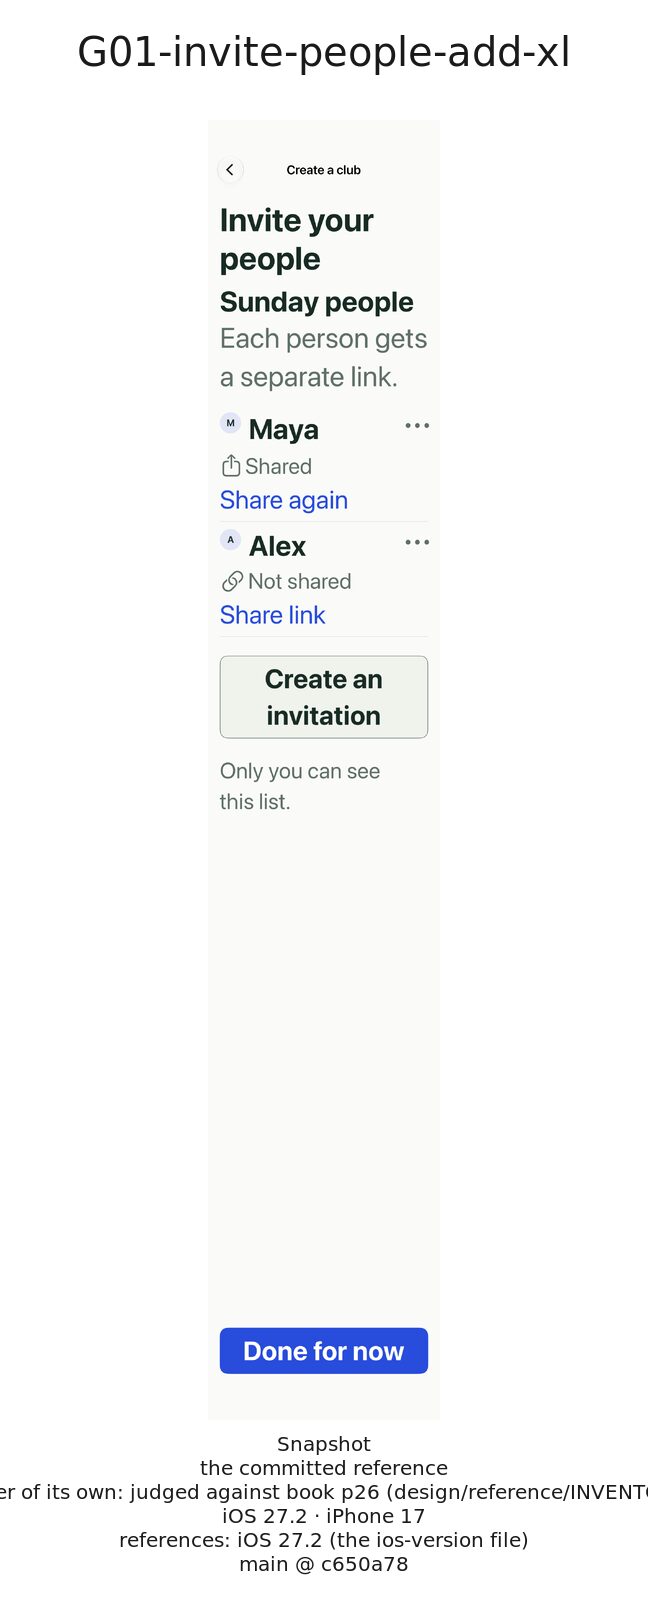 G01-invite-people-add-xl
Create a club
Invite your
people
Sunday people
Each person gets
a separate link.
M Maya
Shared
Share again
A Alex
Not shared
Share link
Create an
invitation
Only you can see
this list.
Done for now
Snapshot
the committed reference
of its own: judged against book p26 (design/reference/
iOS 27.2 · iPhone 17
references: iOS 27.2 (the ios-version file)
main @ c650a78